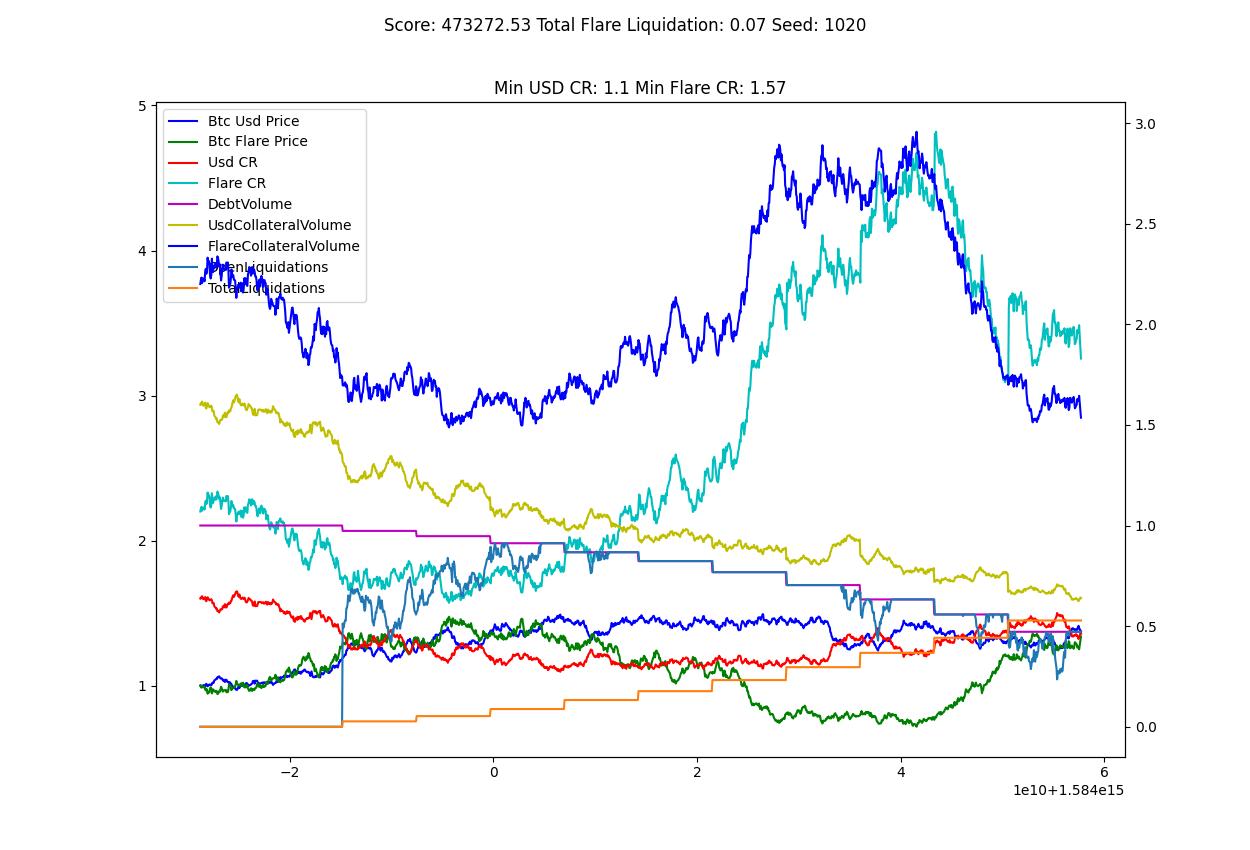 Score: 473272.53 Total Flare Liquidation: 0.07 Seed: 1020
Min USD CR: 1.1 Min Flare CR: 1.57
Btc Usd Price
Btc Flare Price
Usd CR
Flare CR
DebtVolume
UsdCollateralVolume
FlareCollateralVolume
OpenLiquidations
TotalLiquidations
5
4
3
2
1
3.0
2.5
2.0
1.5
1.0
0.5
0.0
−2
0
2
4
6
1e10+1.584e15